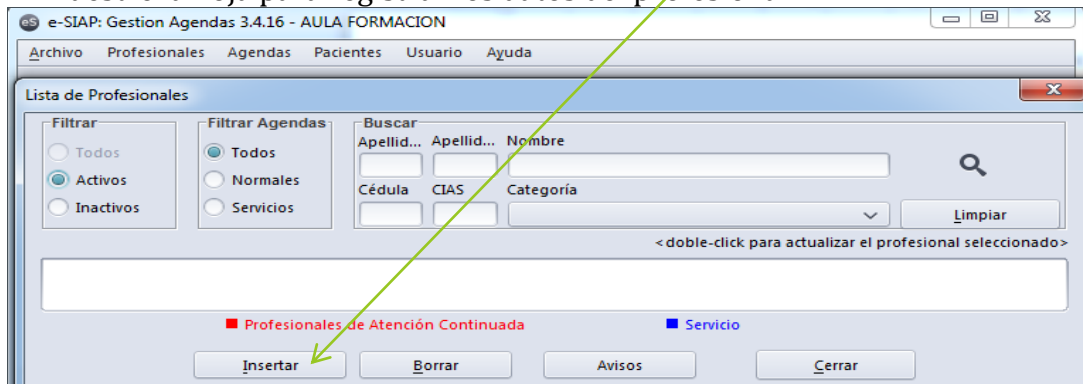 e-SIAP: Gestion Agendas 3.4.16 - AULA FORMACION
Archivo Profesionales Agendas Pacientes Usuario Ayuda
Lista de Profesionales
Filtrar Filtrar Agendas Buscar
Apellid... Apellid... Nombre
Todos Todos
Activos Normales
Cédula CIAS Categoría
Inactivos Servicios
Limpiar
<doble-click para actualizar el profesional seleccionado>
Profesionales de Atención Continuada Servicio
Insertar Borrar Avisos Cerrar